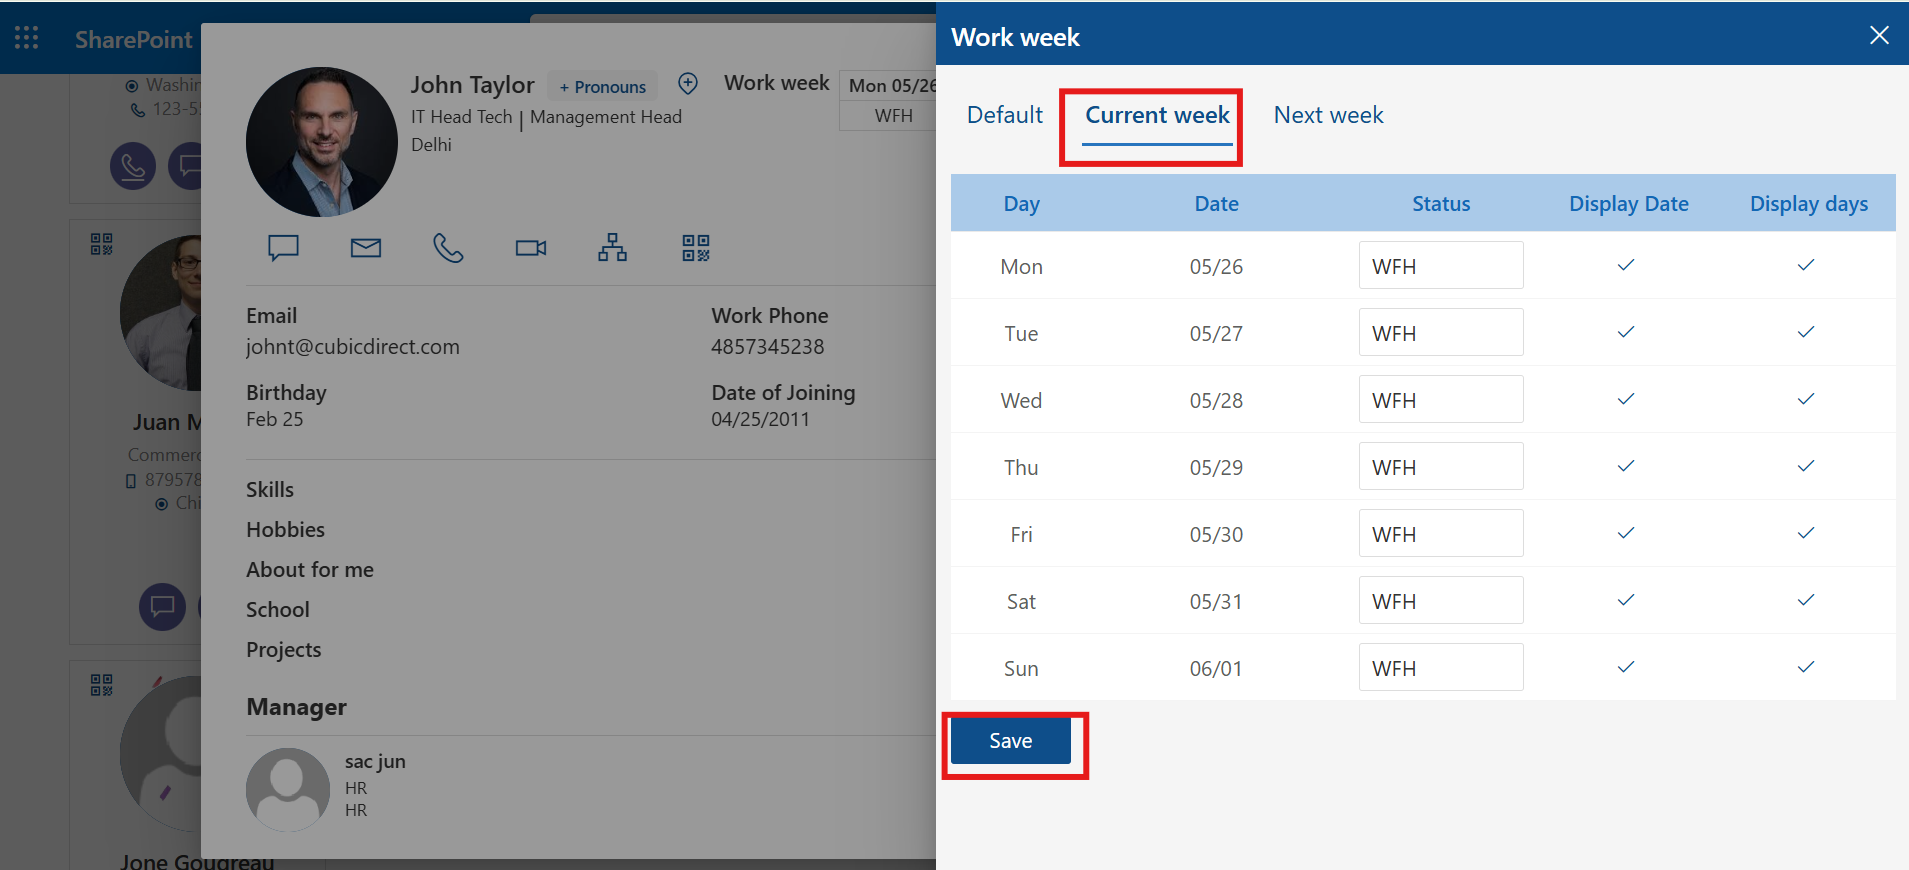 SharePoint
Washin
123-5
Juan M
Commerc
879578
Chi
Jone Goudreau
John Taylor
+ Pronouns
IT Head Tech | Management Head
Delhi
Work week
Mon 05/26
WFH
Email
johnt@cubicdirect.com
Work Phone
4857345238
Birthday
Feb 25
Date of Joining
04/25/2011
Skills
Hobbies
About for me
School
Projects
Manager
sac jun
HR
HR
Work week
Default Current week Next week
Day Date Status Display Date Display days
Mon 05/26 WFH
Tue 05/27 WFH
Wed 05/28 WFH
Thu 05/29 WFH
Fri 05/30 WFH
Sat 05/31 WFH
Sun 06/01 WFH
Save